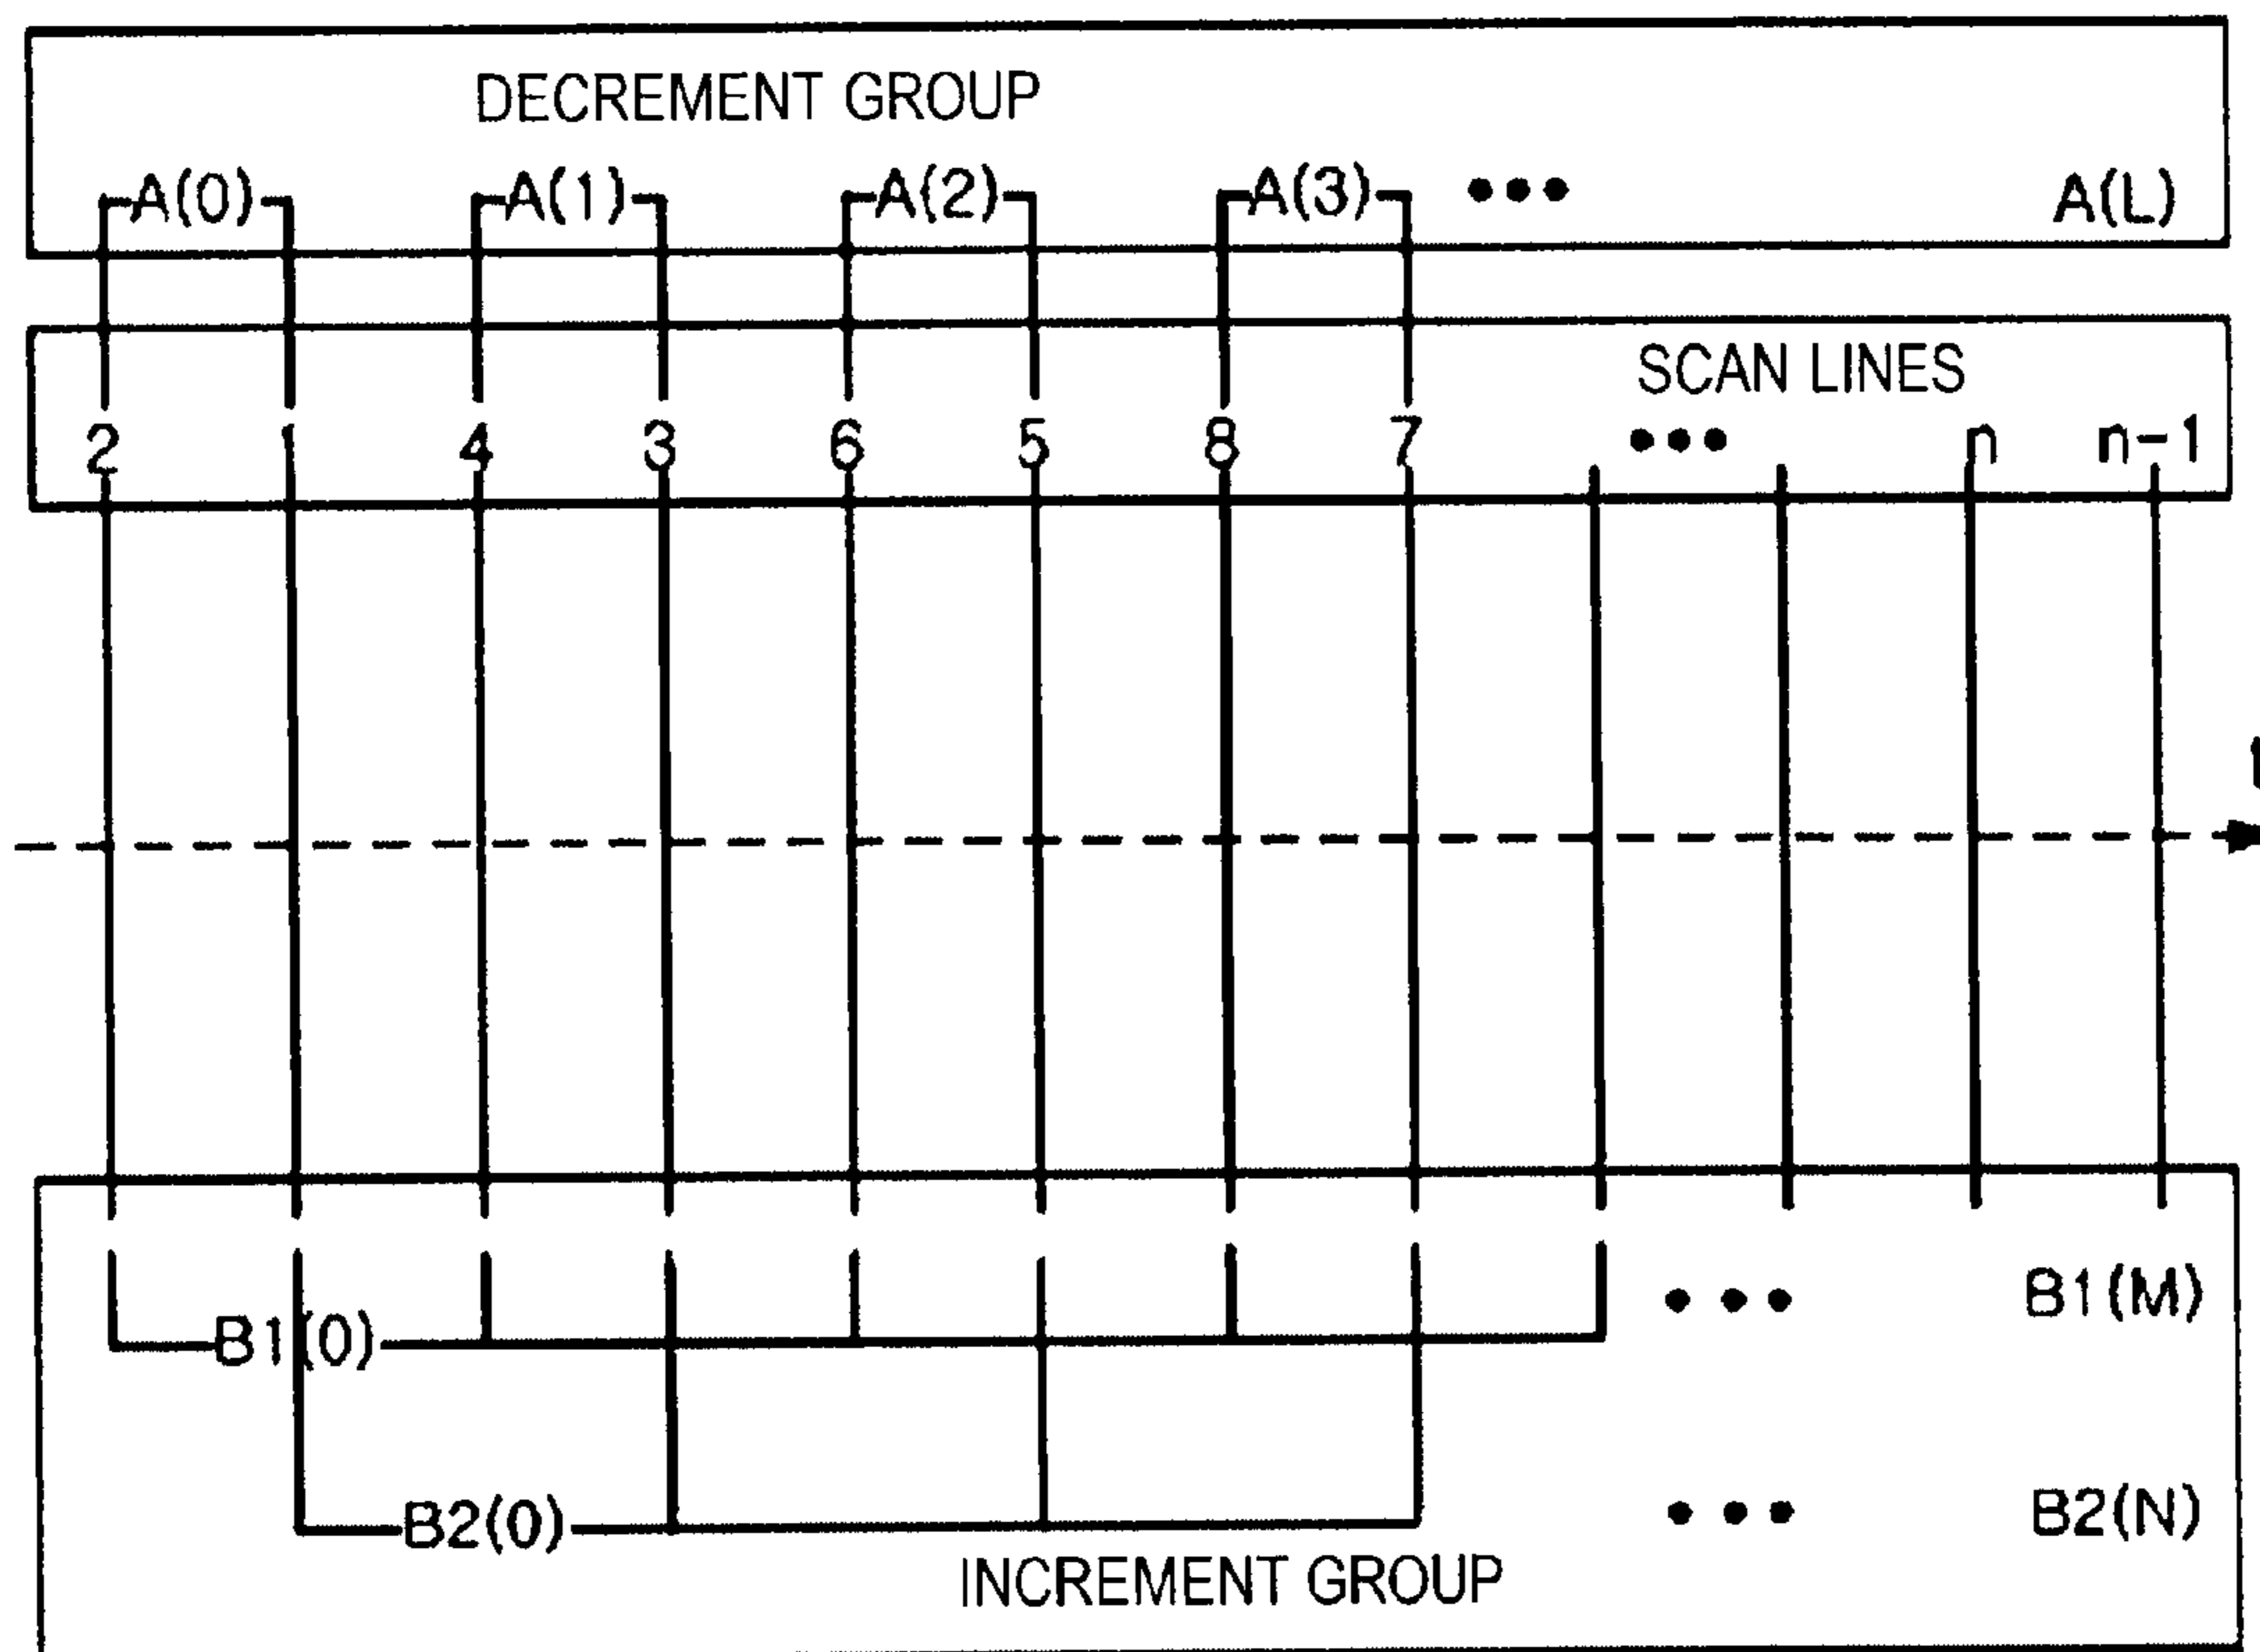 DECREMENT GROUP
A(0) A(1) A(2) A(3) ••• A(L)
SCAN LINES
2 1 4 3 6 5 8 7 ••• n n-1
t
B1(0) ••• B1(M)
B2(0) ••• B2(N)
INCREMENT GROUP